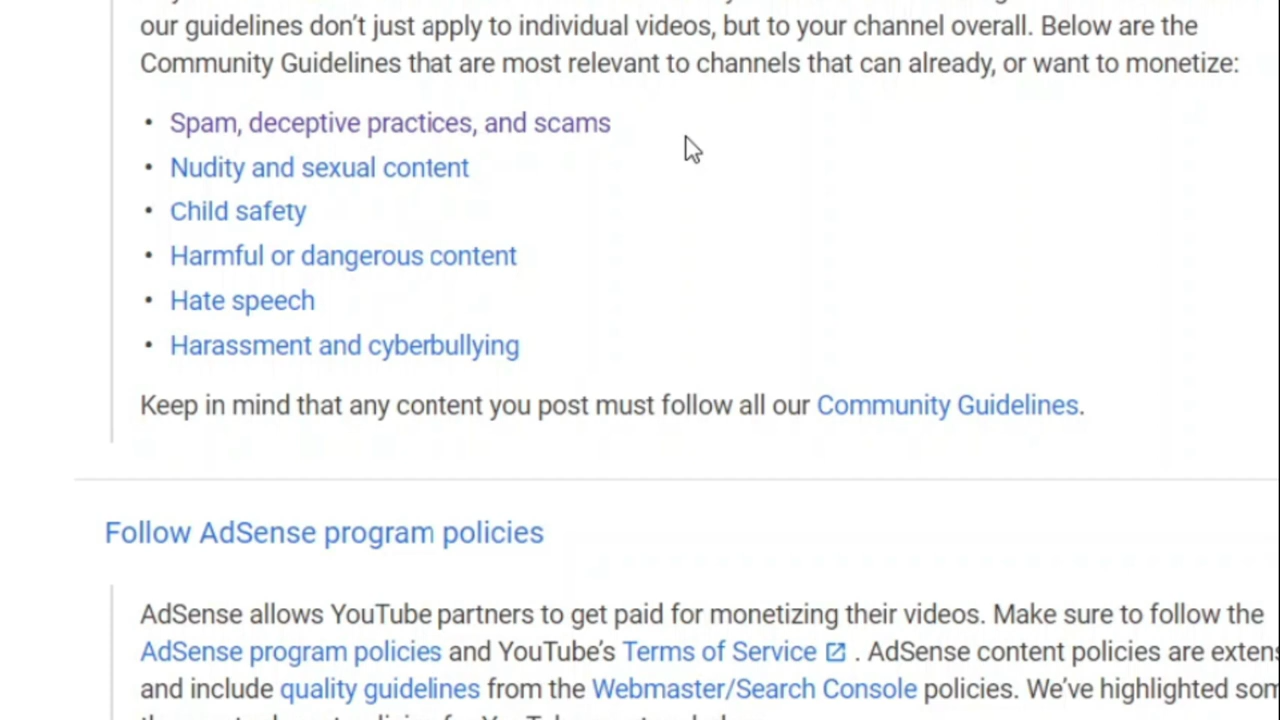 our guidelines don’t just apply to individual videos, but to your channel overall. Below are the
Community Guidelines that are most relevant to channels that can already, or want to monetize:
• Spam, deceptive practices, and scams
• Nudity and sexual content
• Child safety
• Harmful or dangerous content
• Hate speech
• Harassment and cyberbullying
Keep in mind that any content you post must follow all our Community Guidelines.
Follow AdSense program policies
AdSense allows YouTube partners to get paid for monetizing their videos. Make sure to follow the
AdSense program policies and YouTube’s Terms of Service . AdSense content policies are
and include quality guidelines from the Webmaster/Search Console policies. We’ve highlighted